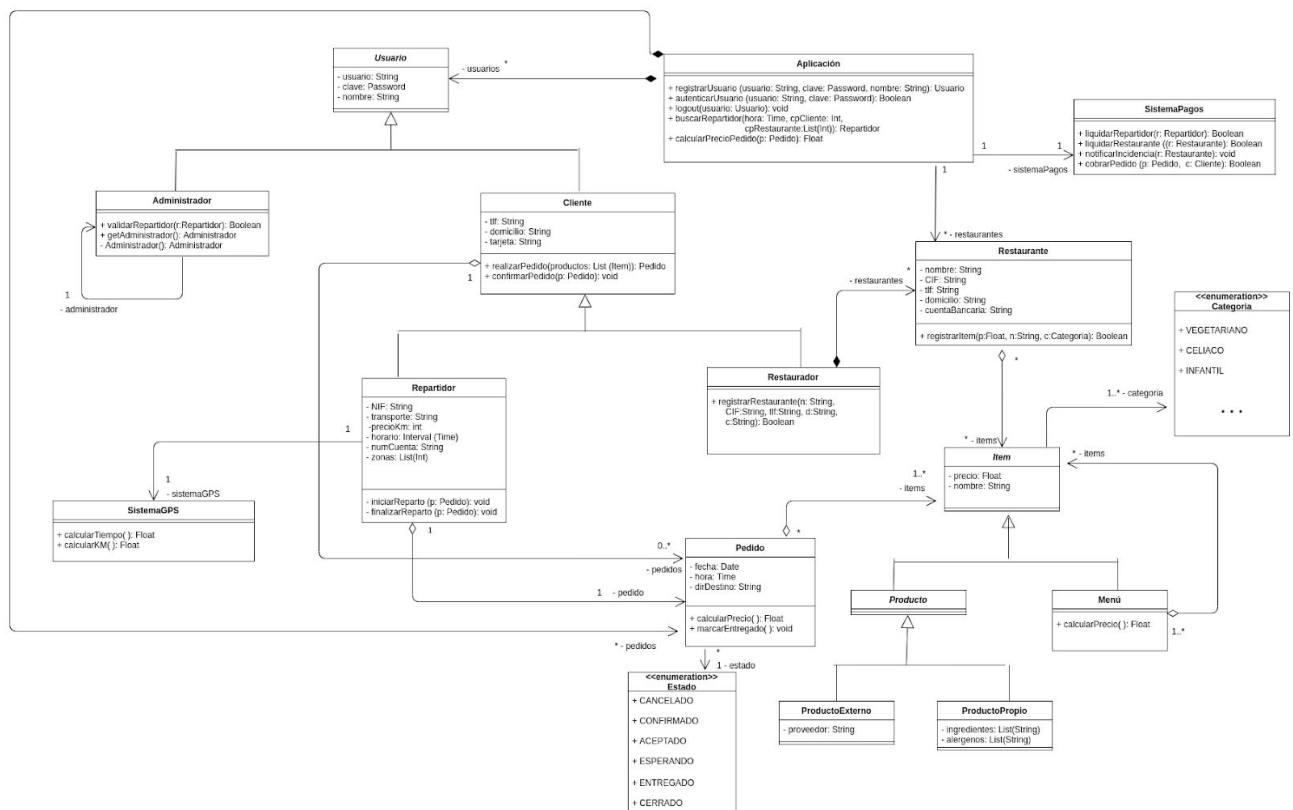 Usuario
- usuario: String
- clave: Password
- nombre: String
- usuarios *
Aplicación
+ registrarUsuario (usuario: String, clave: Password, nombre: String): Usuario
+ autenticarUsuario (usuario: String, clave: Password): Boolean
+ logout(usuario: Usuario): void
+ buscarRepartidor(hora: Time, cpCliente: Int,
cpRestaurante:List(Int)): Repartidor
+ calcularPrecioPedido(p: Pedido): Float
1
1
- sistemaPagos
SistemaPagos
+ liquidarRepartidor(r: Repartidor): Boolean
+ liquidarRestaurante ((r: Restaurante): Boolean
+ notificarIncidencia(r: Restaurante): void
+ cobrarPedido (p: Pedido, c: Cliente): Boolean
1
* - restaurantes
Administrador
+ validarRepartidor(r:Repartidor): Boolean
+ getAdministrador(): Administrador
- Administrador(): Administrador
1
- administrador
Cliente
- tlf: String
- domicilio: String
- tarjeta: String
+ realizarPedido(productos: List (Item)): Pedido
+ confirmarPedido(p: Pedido): void
1
Restaurante
- nombre: String
- CIF: String
- tlf: String
- domicilio: String
- cuentaBancaria: String
+ registrarItem(p:Float, n:String, c:Categoria): Boolean
*
- restaurantes
*
<<enumeration>>
Categoria
+ VEGETARIANO
+ CELIACO
+ INFANTIL
. . .
1..* - categoria
Repartidor
- NIF: String
- transporte: String
-precioKm: int
- horario: Interval (Time)
- numCuenta: String
- zonas: List(Int)
- iniciarReparto (p: Pedido): void
- finalizarReparto (p: Pedido): void
1
1
- sistemaGPS
1
Restaurador
+ registrarRestaurante(n: String,
CIF:String, tlf:String, d:String,
c:String): Boolean
SistemaGPS
+ calcularTiempo( ): Float
+ calcularKM( ): Float
* - items
Item
- precio: Float
- nombre: String
* - items
1..*
- items
*
0..*
- pedidos
1 - pedido
* - pedidos
Pedido
- fecha: Date
- hora: Time
- dirDestino: String
+ calcularPrecio( ): Float
+ marcarEntregado( ): void
*
1 - estado
Producto
Menú
+ calcularPrecio( ): Float
1..*
<<enumeration>>
Estado
+ CANCELADO
+ CONFIRMADO
+ ACEPTADO
+ ESPERANDO
+ ENTREGADO
+ CERRADO
ProductoExterno
- proveedor: String
ProductoPropio
- ingredientes: List(String)
- alergenos: List(String)